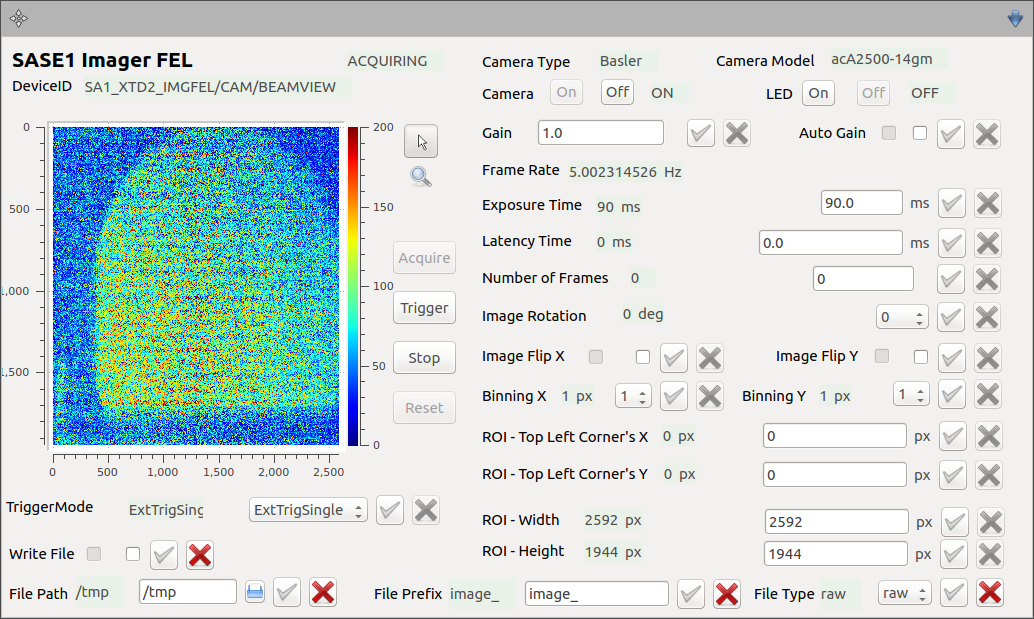 SASE1 Imager FEL
ACQUIRING
DeviceID SA1_XTD2_IMGFEL/CAM/BEAMVIEW
Camera Type Basler
Camera Model acA2500-14gm
Camera On Off ON
LED On Off OFF
0
500
1,000
1,500
0 500 1,000 1,500 2,000 2,500
200
150
100
50
0
Acquire
Trigger
Stop
Reset
Gain 1.0
Auto Gain
Frame Rate 5.002314526 Hz
Exposure Time 90 ms 90.0 ms
Latency Time 0 ms 0.0 ms
Number of Frames 0 0
Image Rotation 0 deg 0
Image Flip X
Image Flip Y
Binning X 1 px 1
Binning Y 1 px 1
ROI - Top Left Corner's X 0 px 0 px
ROI - Top Left Corner's Y 0 px 0 px
ROI - Width 2592 px 2592 px
ROI - Height 1944 px 1944 px
TriggerMode ExtTrigSing ExtTrigSingle
Write File
File Path /tmp /tmp
File Prefix image_ image_
File Type raw raw